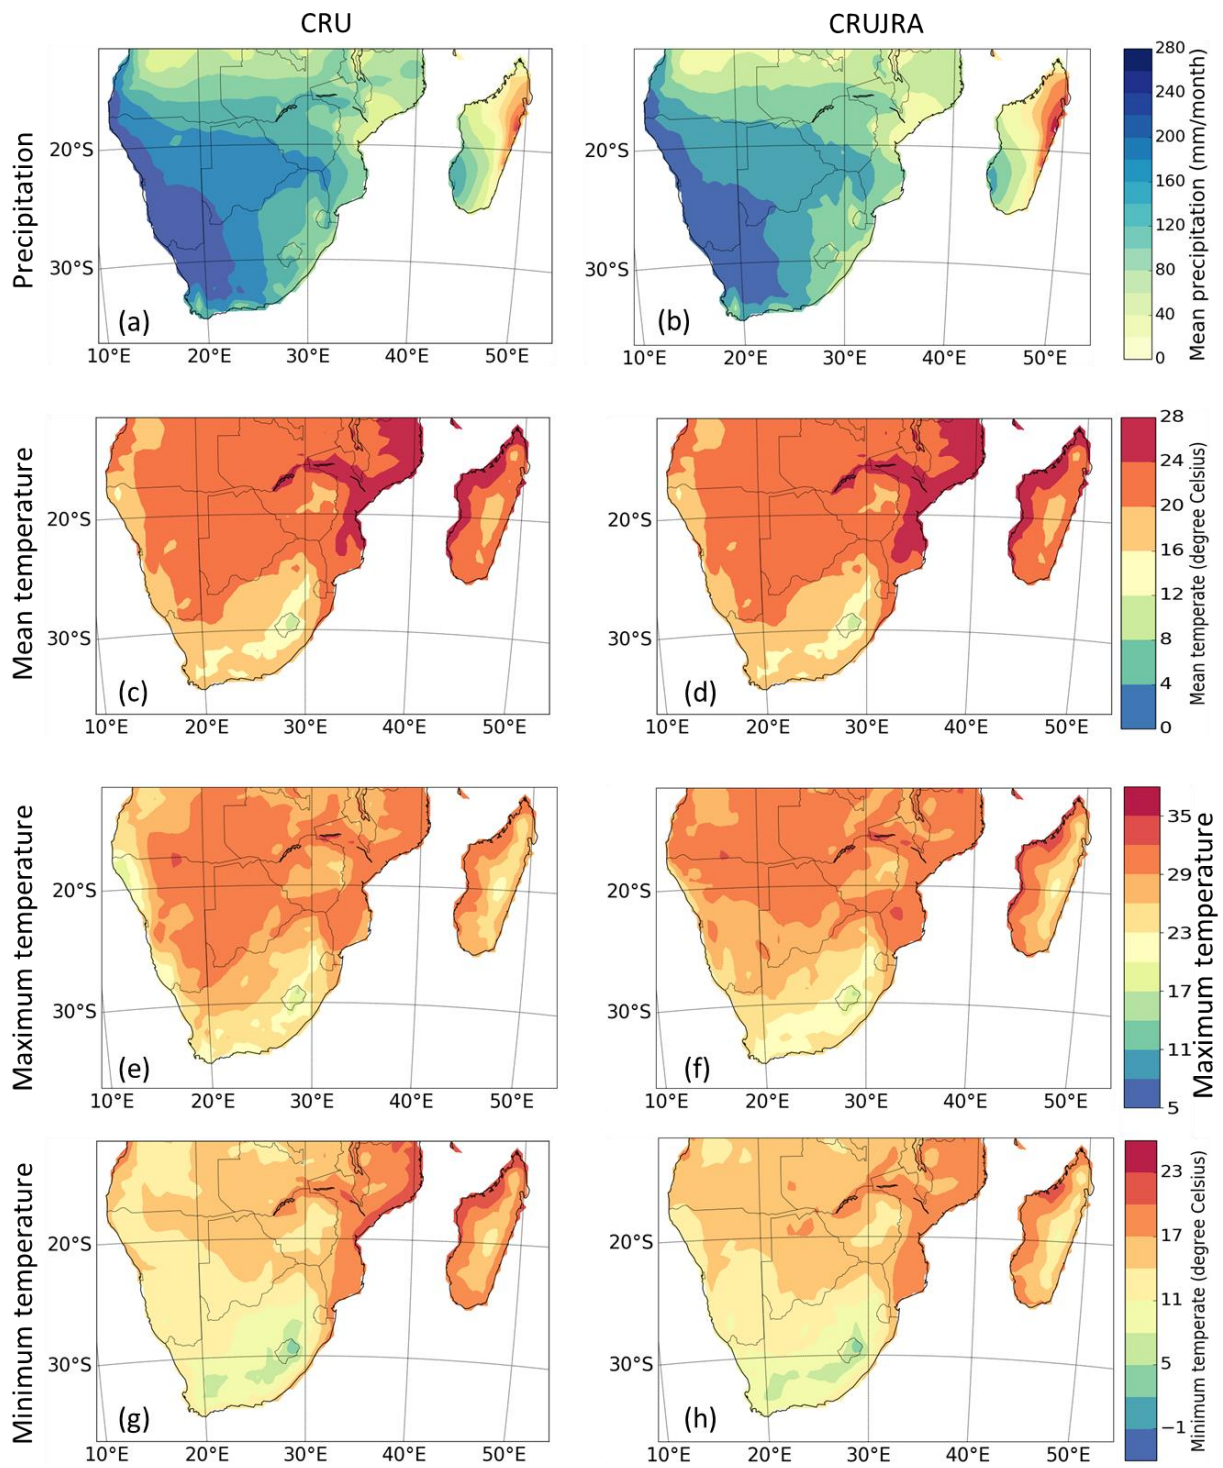 CRU
CRUJRA
Precipitation
20°S
30°S
(a)
10°E 20°E 30°E 40°E 50°E
20°S
30°S
(b)
10°E 20°E 30°E 40°E 50°E
280
240
200
160
120
80
40
0
Mean precipitation (mm/month)
Mean temperature
20°S
30°S
(c)
10°E 20°E 30°E 40°E 50°E
20°S
30°S
(d)
10°E 20°E 30°E 40°E 50°E
28
24
20
16
12
8
4
0
Mean temperate (degree Celsius)
Maximum temperature
20°S
30°S
(e)
10°E 20°E 30°E 40°E 50°E
20°S
30°S
(f)
10°E 20°E 30°E 40°E 50°E
35
29
23
17
11
5
Maximum temperature
Minimum temperature
20°S
30°S
(g)
10°E 20°E 30°E 40°E 50°E
20°S
30°S
(h)
10°E 20°E 30°E 40°E 50°E
23
17
11
5
−1
Minimum temperate (degree Celsius)